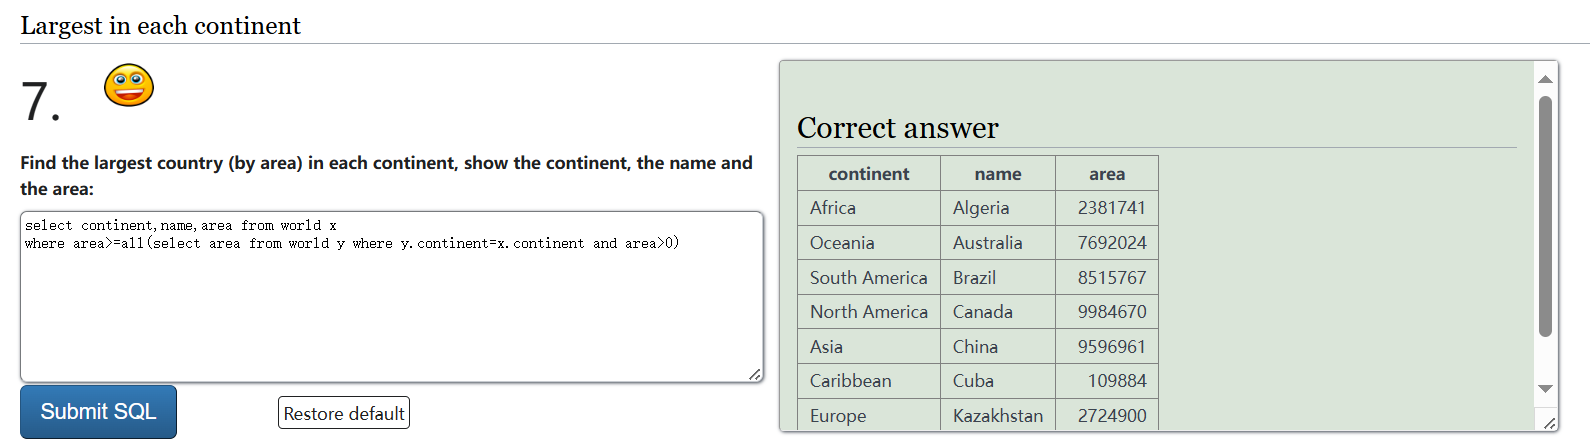 Largest in each continent
7.
Find the largest country (by area) in each continent, show the continent, the name and
the area:
select continent,name,area from world x
where area>=all(select area from world y where y.continent=x.continent and area>0)
Submit SQL
Restore default
Correct answer
continent name area
Africa Algeria 2381741
Oceania Australia 7692024
South America Brazil 8515767
North America Canada 9984670
Asia China 9596961
Caribbean Cuba 109884
Europe Kazakhstan 2724900